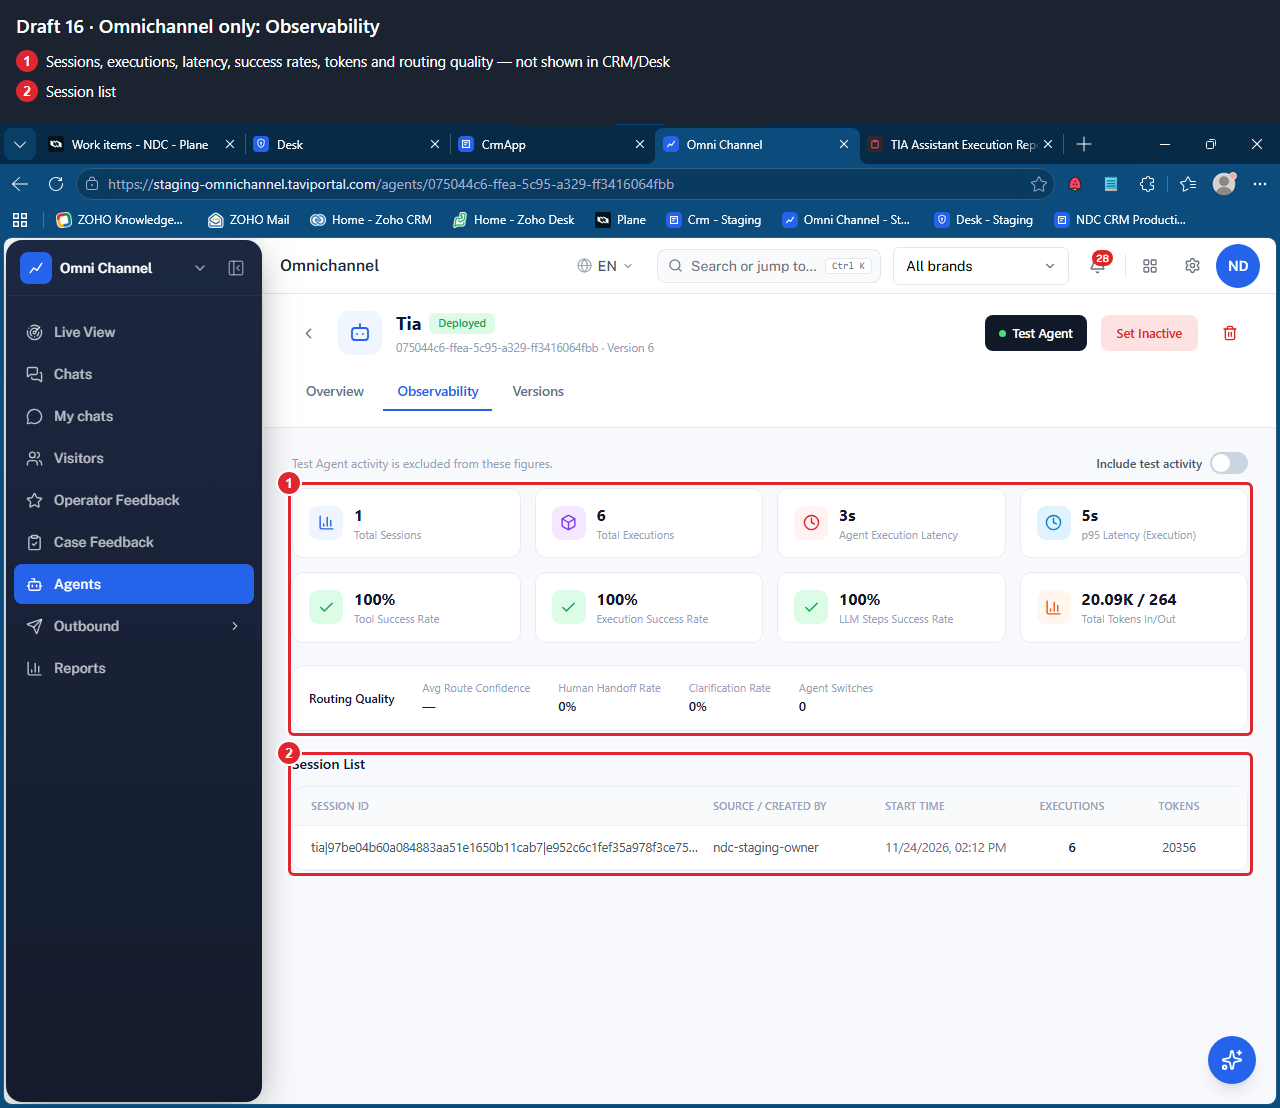 Draft 16 · Omnichannel only: Observability
1 Sessions, executions, latency, success rates, tokens and routing quality — not shown in CRM/Desk
2 Session list
Work items - NDC - Plane
Desk
CrmApp
Omni Channel
TIA Assistant Execution Rep
https://staging-omnichannel.taviportal.com/agents/075044c6-ffea-5c95-a329-ff3416064fbb
ZOHO Knowledge...
ZOHO Mail
Home - Zoho CRM
Home - Zoho Desk
Plane
Crm - Staging
Omni Channel - St...
Desk - Staging
NDC CRM Producti...
Omni Channel
Omnichannel
EN
Search or jump to...
Ctrl K
All brands
28
ND
Live View
Chats
My chats
Visitors
Operator Feedback
Case Feedback
Agents
Outbound
Reports
Tia
Deployed
075044c6-ffea-5c95-a329-ff3416064fbb · Version 6
Test Agent
Set Inactive
Overview
Observability
Versions
Test Agent activity is excluded from these figures.
Include test activity
1
1
Total Sessions
6
Total Executions
3s
Agent Execution Latency
5s
p95 Latency (Execution)
100%
Tool Success Rate
100%
Execution Success Rate
100%
LLM Steps Success Rate
20.09K / 264
Total Tokens In/Out
Routing Quality
Avg Route Confidence
—
Human Handoff Rate
0%
Clarification Rate
0%
Agent Switches
0
2
Session List
SESSION ID SOURCE / CREATED BY START TIME EXECUTIONS TOKENS
tia|97be04b60a084883aa51e1650b11cab7|e952c6c1fef35a978f3ce75... ndc-staging-owner 11/24/2026, 02:12 PM 6 20356